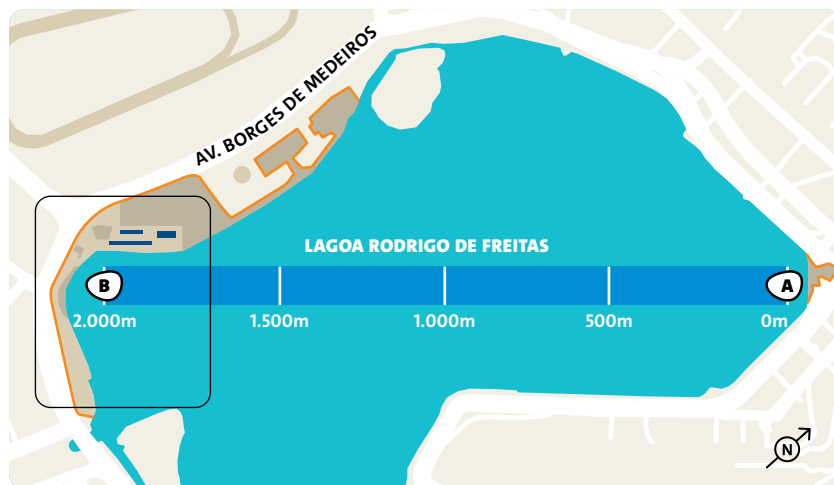 AV. BORGES DE MEDEIROS
LAGOA RODRIGO DE FREITAS
B
A
2.000m
1.500m
1.000m
500m
0m
N